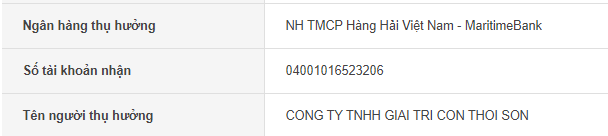 Ngân hàng thụ hưởng NH TMCP Hàng Hải Việt Nam - MaritimeBank
Số tài khoản nhận 04001016523206
Tên người thụ hưởng CONG TY TNHH GIAI TRI CON THOI SON